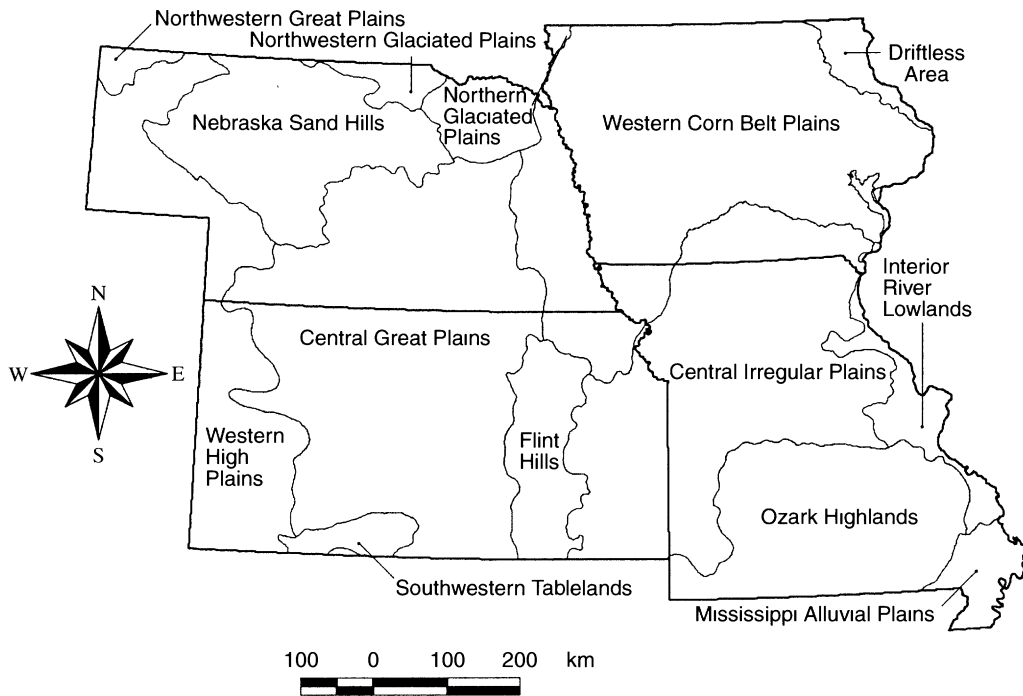 Northwestern Great Plains
Northwestern Glaciated Plains
Driftless
Area
Northern
Glaciated
Plains
Nebraska Sand Hills
Western Corn Belt Plains
Interior
River
Lowlands
N
W
E
S
Central Great Plains
Central Irregular Plains
Western
High
Plains
Flint
Hills
Ozark Highlands
Southwestern Tablelands
Mississippi Alluvial Plains
100 0 100 200 km